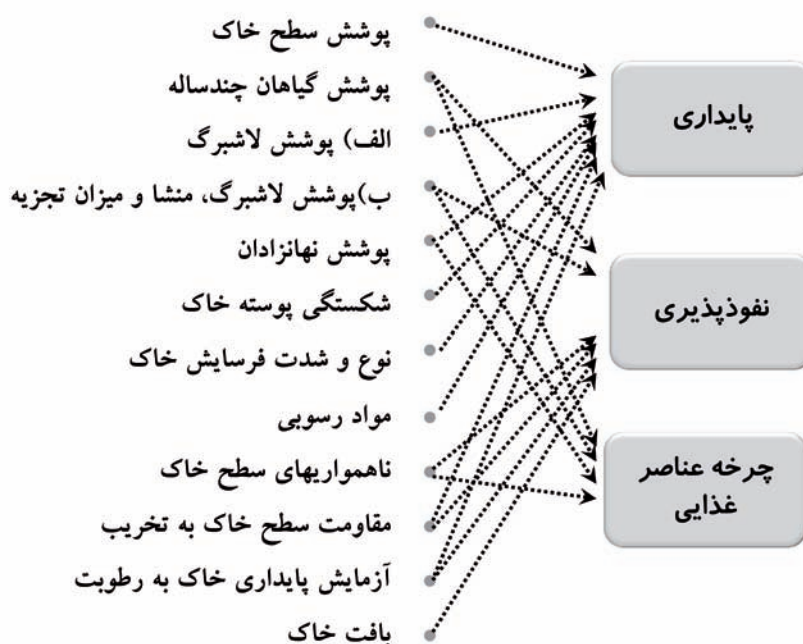 پوشش سطح خاک
پوشش گیاهان چندساله
الف) پوشش لاشبرگ
ب)پوشش لاشبرگ، منشا و میزان تجزیه
پوشش نهانزادان
شکستگی پوسته خاک
نوع و شدت فرسایش خاک
مواد رسوبی
ناهمواریهای سطح خاک
مقاومت سطح خاک به تخریب
آزمایش پایداری خاک به رطوبت
بافت خاک
پایداری
نفوذپذیری
چرخه عناصر
غذایی